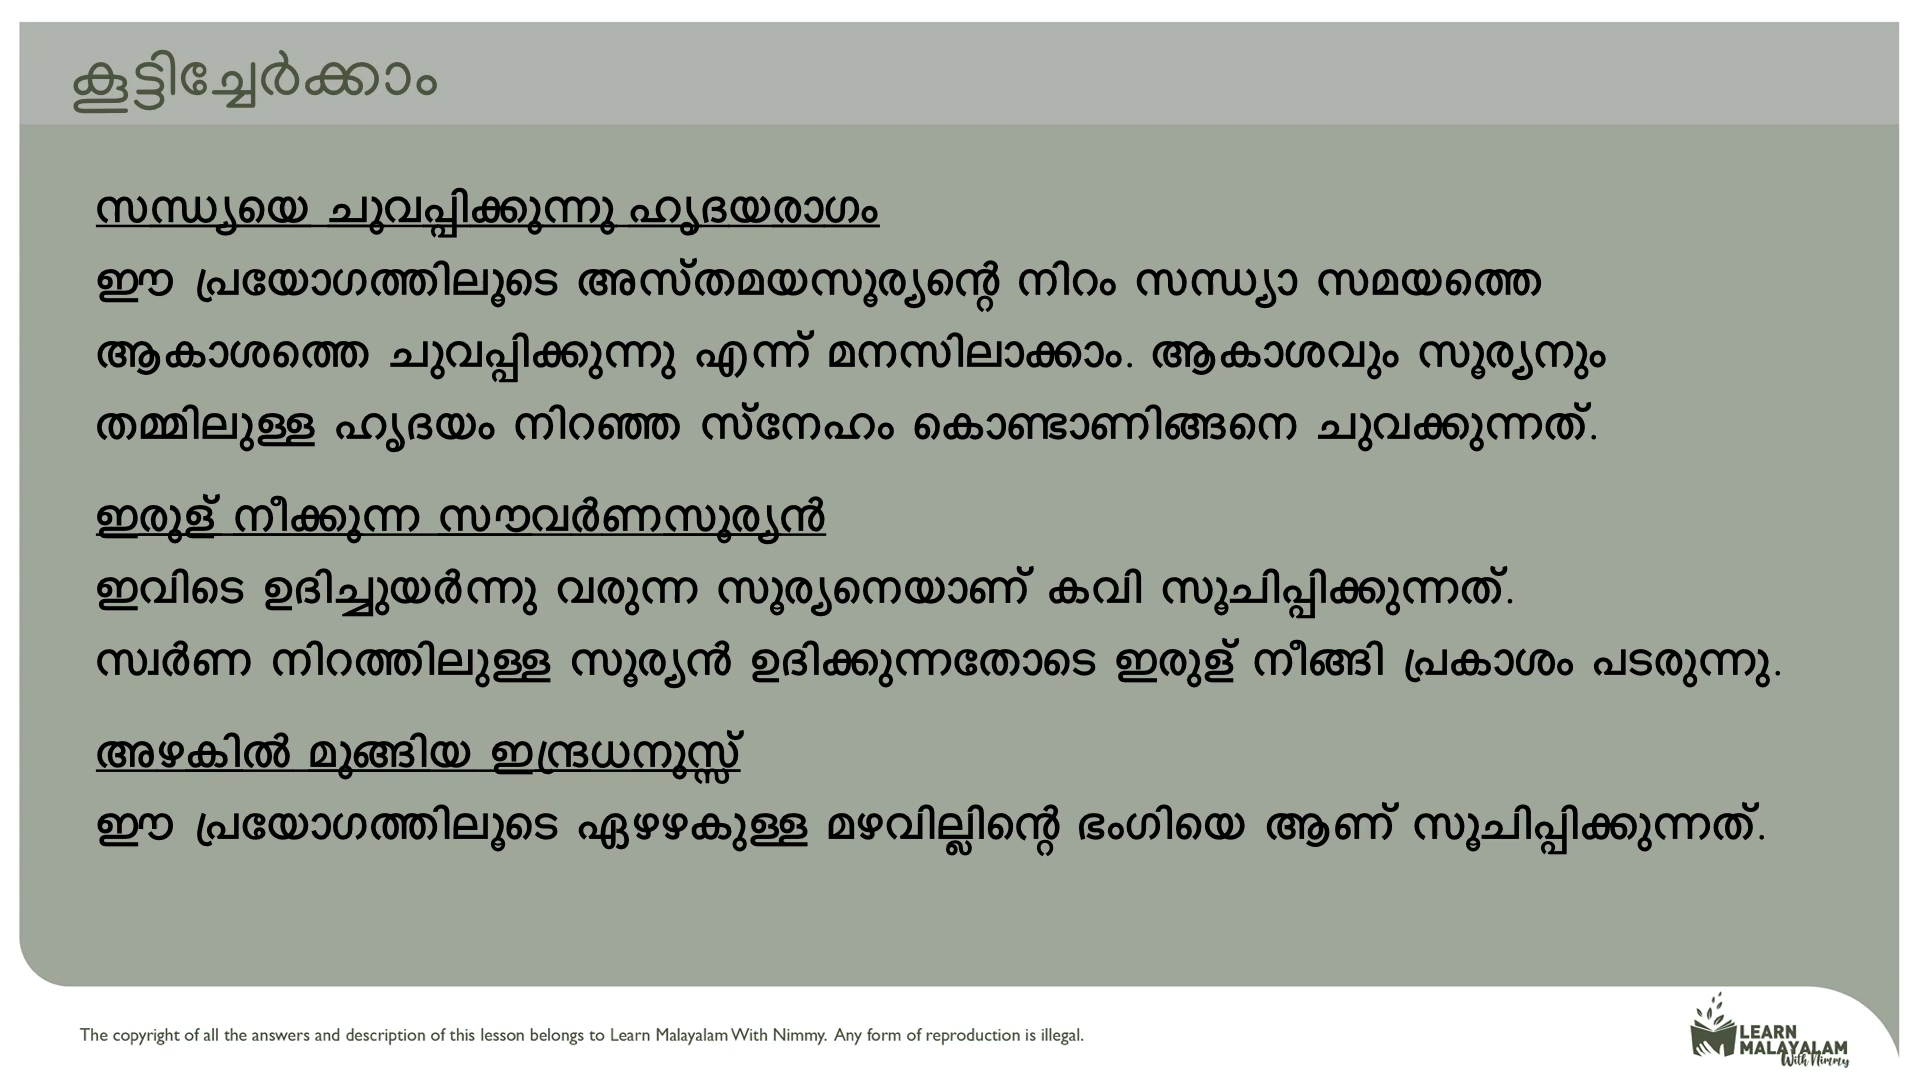 കൂട്ടിച്ചേർക്കാം
സന്ധ്യയെ ചുവപ്പിക്കുന്നു ഹൃദയരാഗം
ഈ പ്രയോഗത്തിലൂടെ അസ്തമയസൂര്യന്റെ നിറം സന്ധ്യാ സമയത്തെ
ആകാശത്തെ ചുവപ്പിക്കുന്നു എന്ന് മനസിലാക്കാം. ആകാശവും സൂര്യനും
തമ്മിലുള്ള ഹൃദയം നിറഞ്ഞ സ്നേഹം കൊണ്ടാണിങ്ങനെ ചുവക്കുന്നത്.
ഇരുള് നീക്കുന്ന സൗവർണസൂര്യൻ
ഇവിടെ ഉദിച്ചുയർന്നു വരുന്ന സൂര്യനെയാണ് കവി സൂചിപ്പിക്കുന്നത്.
സ്വർണ നിറത്തിലുള്ള സൂര്യൻ ഉദിക്കുന്നതോടെ ഇരുള് നീങ്ങി പ്രകാശം പടരുന്നു.
അഴകിൽ മുങ്ങിയ ഇന്ദ്രധനുസ്സ്
ഈ പ്രയോഗത്തിലൂടെ ഏഴഴകുള്ള മഴവില്ലിന്റെ ഭംഗിയെ ആണ് സൂചിപ്പിക്കുന്നത്.
The copyright of all the answers and description of this lesson belongs to Learn Malayalam With Nimmy. Any form of reproduction is illegal.
LEARN
MALAYALAM
With Nimmy